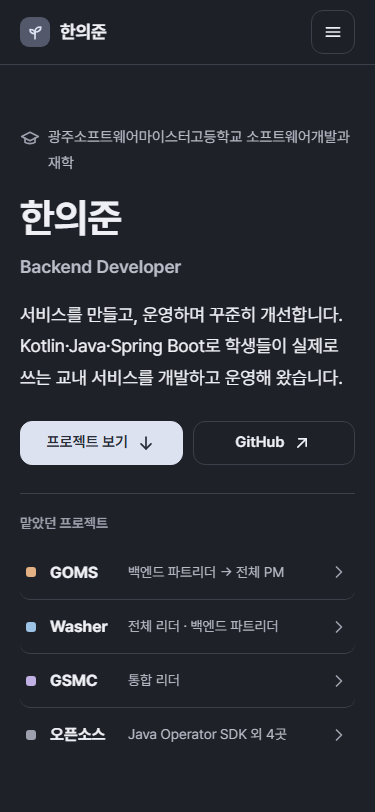 한의준
광주소프트웨어마이스터고등학교 소프트웨어개발과
재학
한의준
Backend Developer
서비스를 만들고, 운영하며 꾸준히 개선합니다.
Kotlin·Java·Spring Boot로 학생들이 실제로
쓰는 교내 서비스를 개발하고 운영해 왔습니다.
프로젝트 보기 ↓ GitHub ↗
맡았던 프로젝트
GOMS 백엔드 파트리더 → 전체 PM
Washer 전체 리더 · 백엔드 파트리더
GSMC 통합 리더
오픈소스 Java Operator SDK 외 4곳